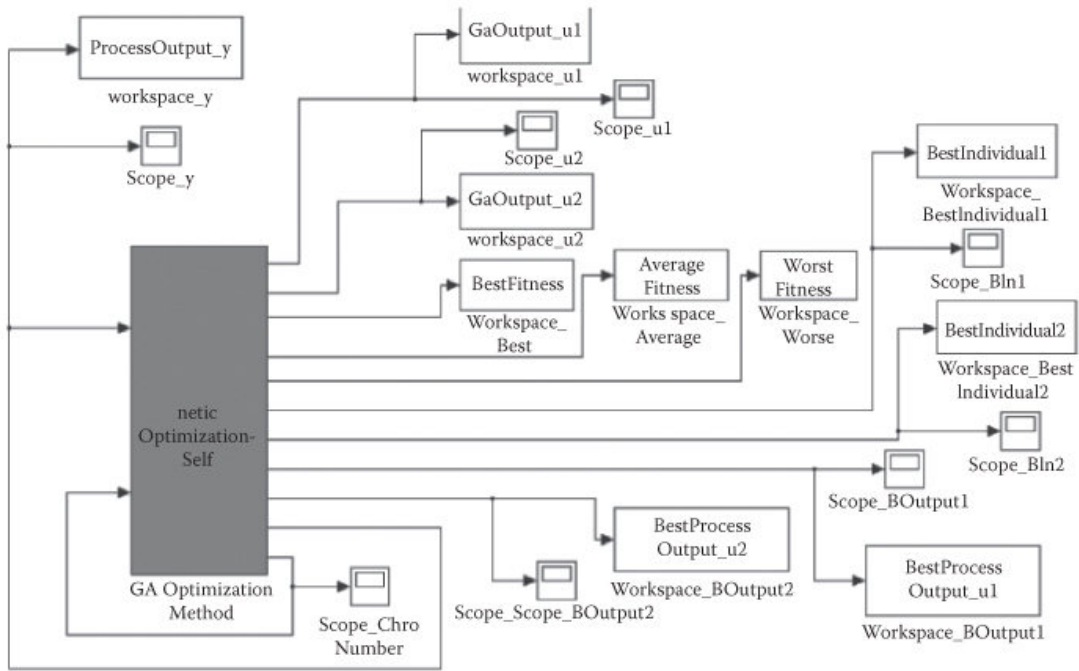 ProcessOutput_y
workspace_y
Scope_y
GaOutput_u1
workspace_u1
Scope_u1
Scope_u2
GaOutput_u2
workspace_u2
BestFitness
Workspace_
Best
Average
Fitness
Works space_
Average
Worst
Fitness
Workspace_
Worse
BestIndividual1
Workspace_
BestIndividual1
Scope_Bln1
BestIndividual2
Workspace_Best
Individual2
Scope_Bln2
netic
Optimization-
Self
GA Optimization
Method
Scope_Chro
Number
Scope_BOutput1
BestProcess
Output_u2
Workspace_BOutput2
Scope_Scope_BOutput2
BestProcess
Output_u1
Workspace_BOutput1